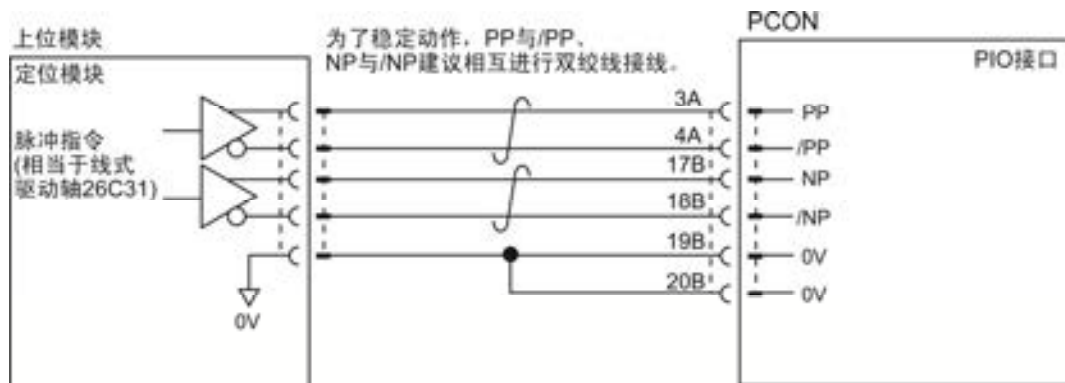 上位模块
定位模块
脉冲指令
(相当于线式
驱动轴26C31)
0V
为了稳定动作，PP与/PP、
NP与/NP建议相互进行双绞线接线。
3A
4A
17B
18B
19B
20B
PCON
PIO接口
PP
/PP
NP
/NP
0V
0V